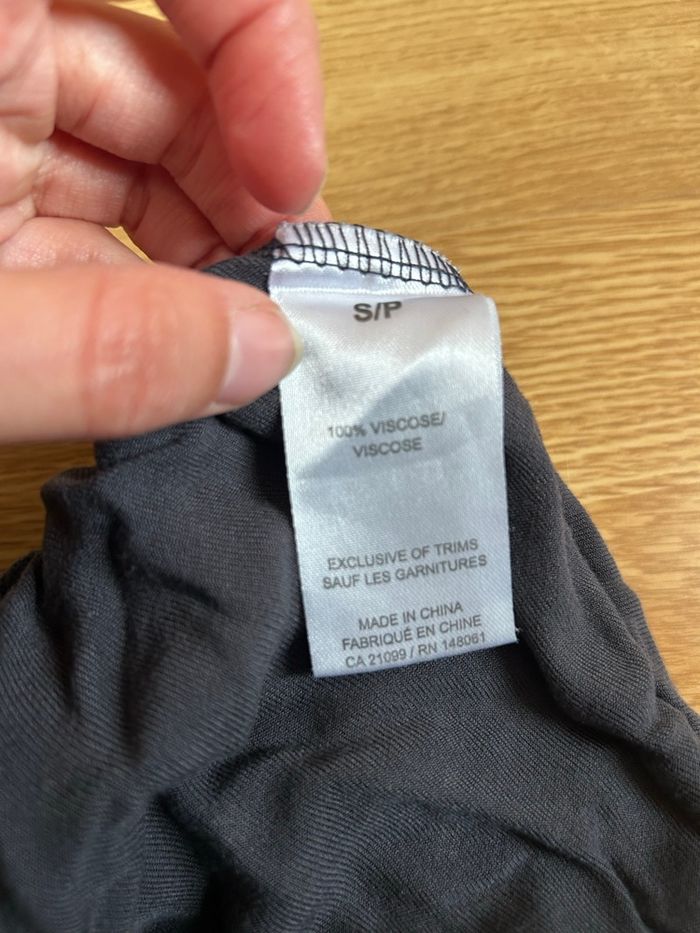 S/P
100% VISCOSE/
VISCOSE
EXCLUSIVE OF TRIMS
SAUF LES GARNITURES
MADE IN CHINA
FABRIQUÉ EN CHINE
CA 21099 / RN 148061